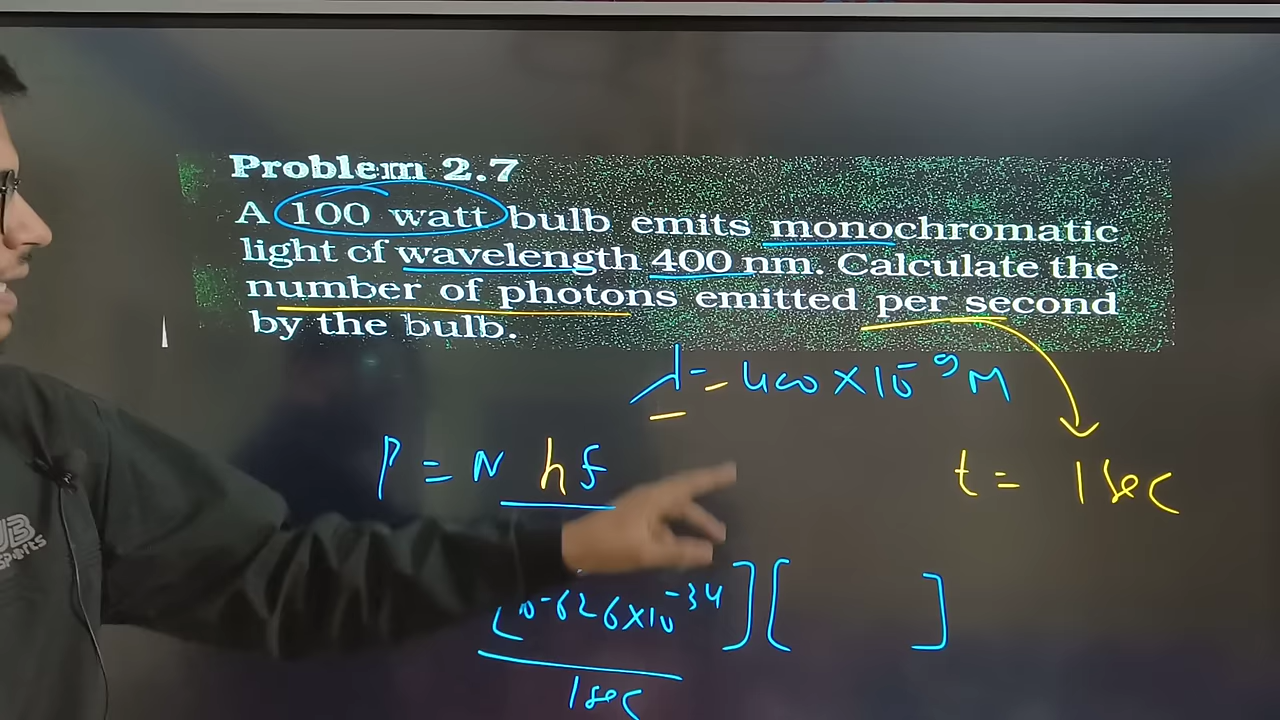 Problem 2.7
A 100 watt bulb emits monochromatic
light of wavelength 400 nm. Calculate the
number of photons emitted per second
by the bulb.
λ = 400 × 10⁻⁹ M
P = N hf
t = 1 sec
626×10⁻³⁴] [ ]
1 sec
SPORTS